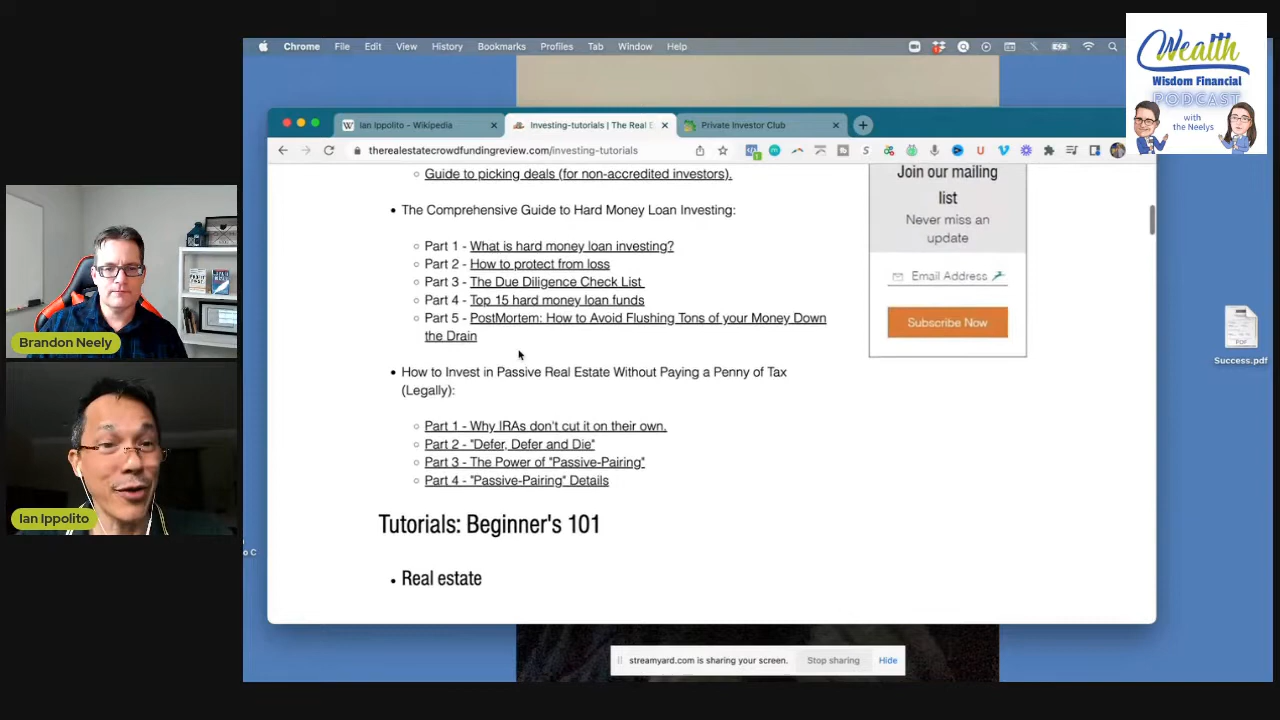 Chrome File Edit View History Bookmarks Profiles Tab Window Help
Wealth
Wisdom Financial
PODCAST
with
the Neelys
Ian Ippolito - Wikipedia
Investing-tutorials | The Real E
Private Investor Club
therealestatecrowdfundingreview.com/investing-tutorials
Guide to picking deals (for non-accredited investors).
The Comprehensive Guide to Hard Money Loan Investing:
Part 1 - What is hard money loan investing?
Part 2 - How to protect from loss
Part 3 - The Due Diligence Check List
Part 4 - Top 15 hard money loan funds
Part 5 - PostMortem: How to Avoid Flushing Tons of your Money Down
the Drain
How to Invest in Passive Real Estate Without Paying a Penny of Tax
(Legally):
Part 1 - Why IRAs don't cut it on their own.
Part 2 - "Defer, Defer and Die"
Part 3 - The Power of "Passive-Pairing"
Part 4 - "Passive-Pairing" Details
Tutorials: Beginner's 101
Real estate
Join our mailing
list
Never miss an
update
Email Address
Subscribe Now
Success.pdf
Brandon Neely
Ian Ippolito
streamyard.com is sharing your screen.
Stop sharing
Hide